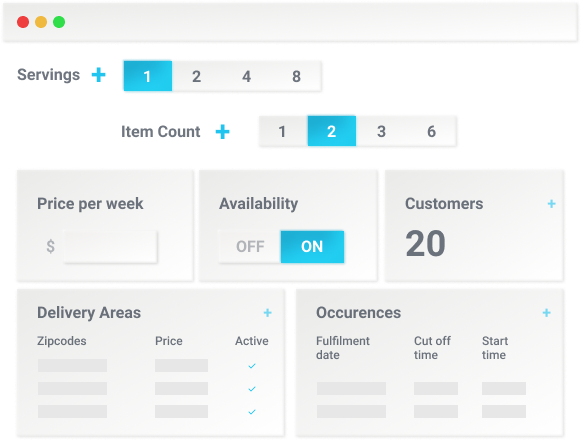 Servings + 1 2 4 8
Item Count + 1 2 3 6
Price per week
Availability
Customers +
$
OFF ON
20
Delivery Areas +
Occurences +
Zipcodes Price Active
Fulfilment date
Cut off time
Start time